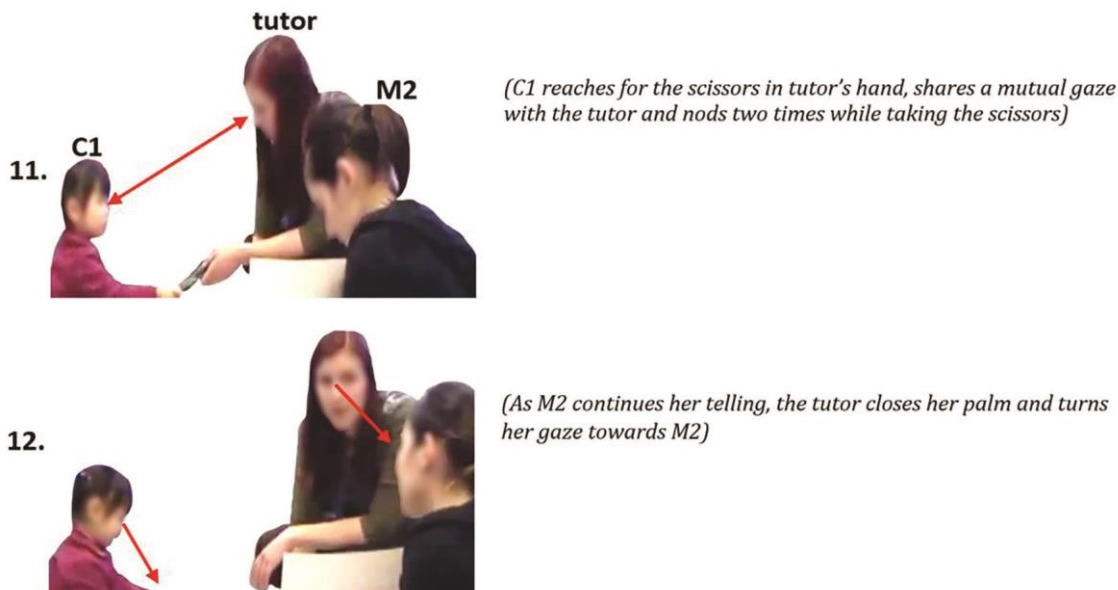 tutor
M2
C1
11.
(C1 reaches for the scissors in tutor's hand, shares a mutual gaze
with the tutor and nods two times while taking the scissors)
12.
(As M2 continues her telling, the tutor closes her palm and turns
her gaze towards M2)